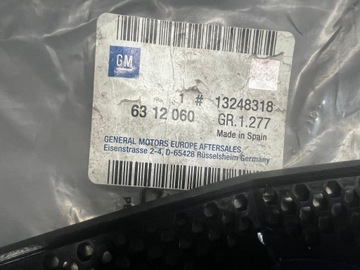 GM
1 # 13248318
63 12 060 GR.1.277
Made in Spain
GENERAL MOTORS EUROPE AFTERSALES
Eisenstrasse 2-4, D-65428 Rüsselsheim Germany